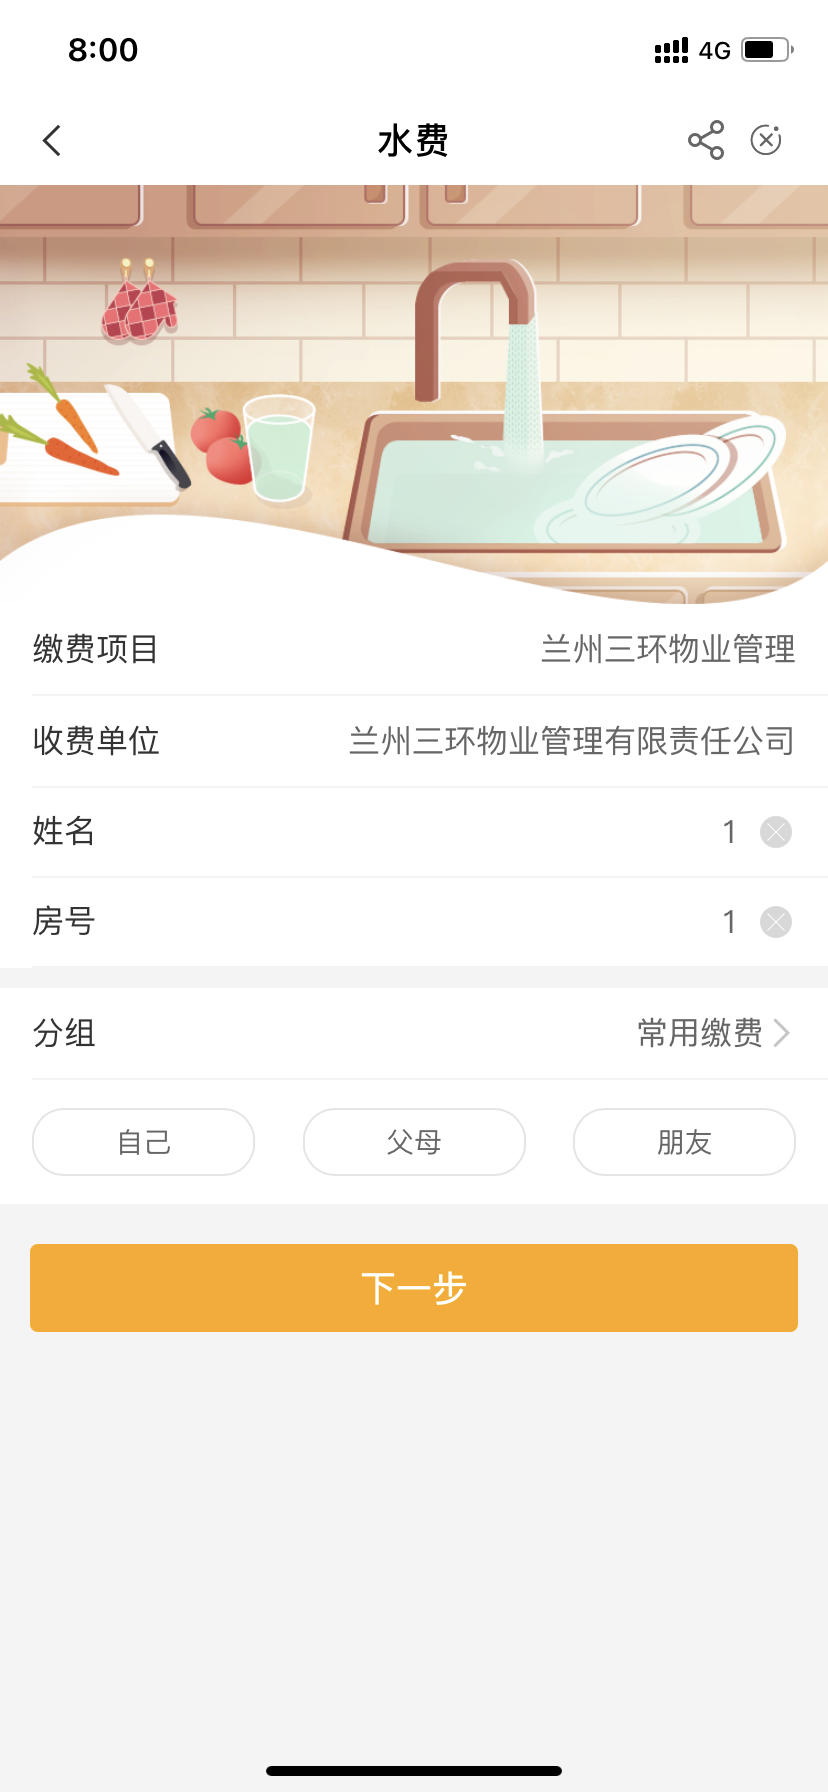 8:00 4G
水费
缴费项目 兰州三环物业管理
收费单位 兰州三环物业管理有限责任公司
姓名 1
房号 1
分组 常用缴费
自己 父母 朋友
下一步